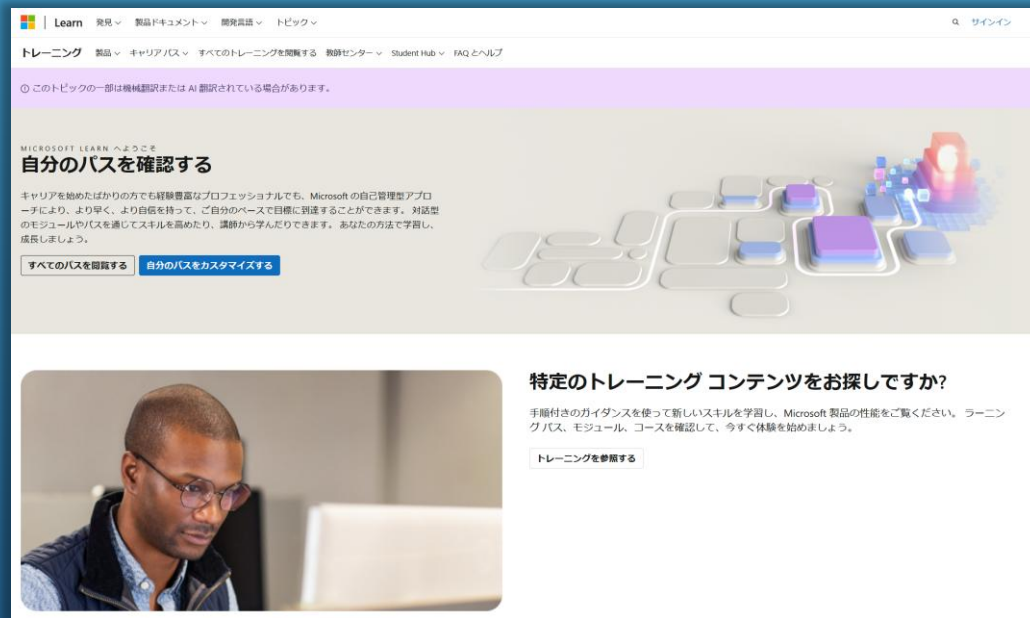 Learn 発見 製品ドキュメント 開発言語 トピック サインイン
トレーニング 製品 キャリア パス すべてのトレーニングを閲覧する 教師センター Student Hub FAQ とヘルプ
このトピックの一部は機械翻訳または AI 翻訳されている場合があります。
MICROSOFT LEARN へようこそ
自分のパスを確認する
キャリアを始めたばかりの方でも経験豊富なプロフェッショナルでも、Microsoft の自己管理型アプロ
ーチにより、より早く、より自信を持って、ご自分のペースで目標に到達することができます。 対話型
のモジュールやパスを通じてスキルを高めたり、講師から学んだりできます。 あなたの方法で学習し、
成長しましょう。
すべてのパスを閲覧する 自分のパスをカスタマイズする
特定のトレーニング コンテンツをお探しですか?
手順付きのガイダンスを使って新しいスキルを学習し、Microsoft 製品の性能をご覧ください。 ラーニン
グ パス、モジュール、コースを確認して、今すぐ体験を始めましょう。
トレーニングを参照する